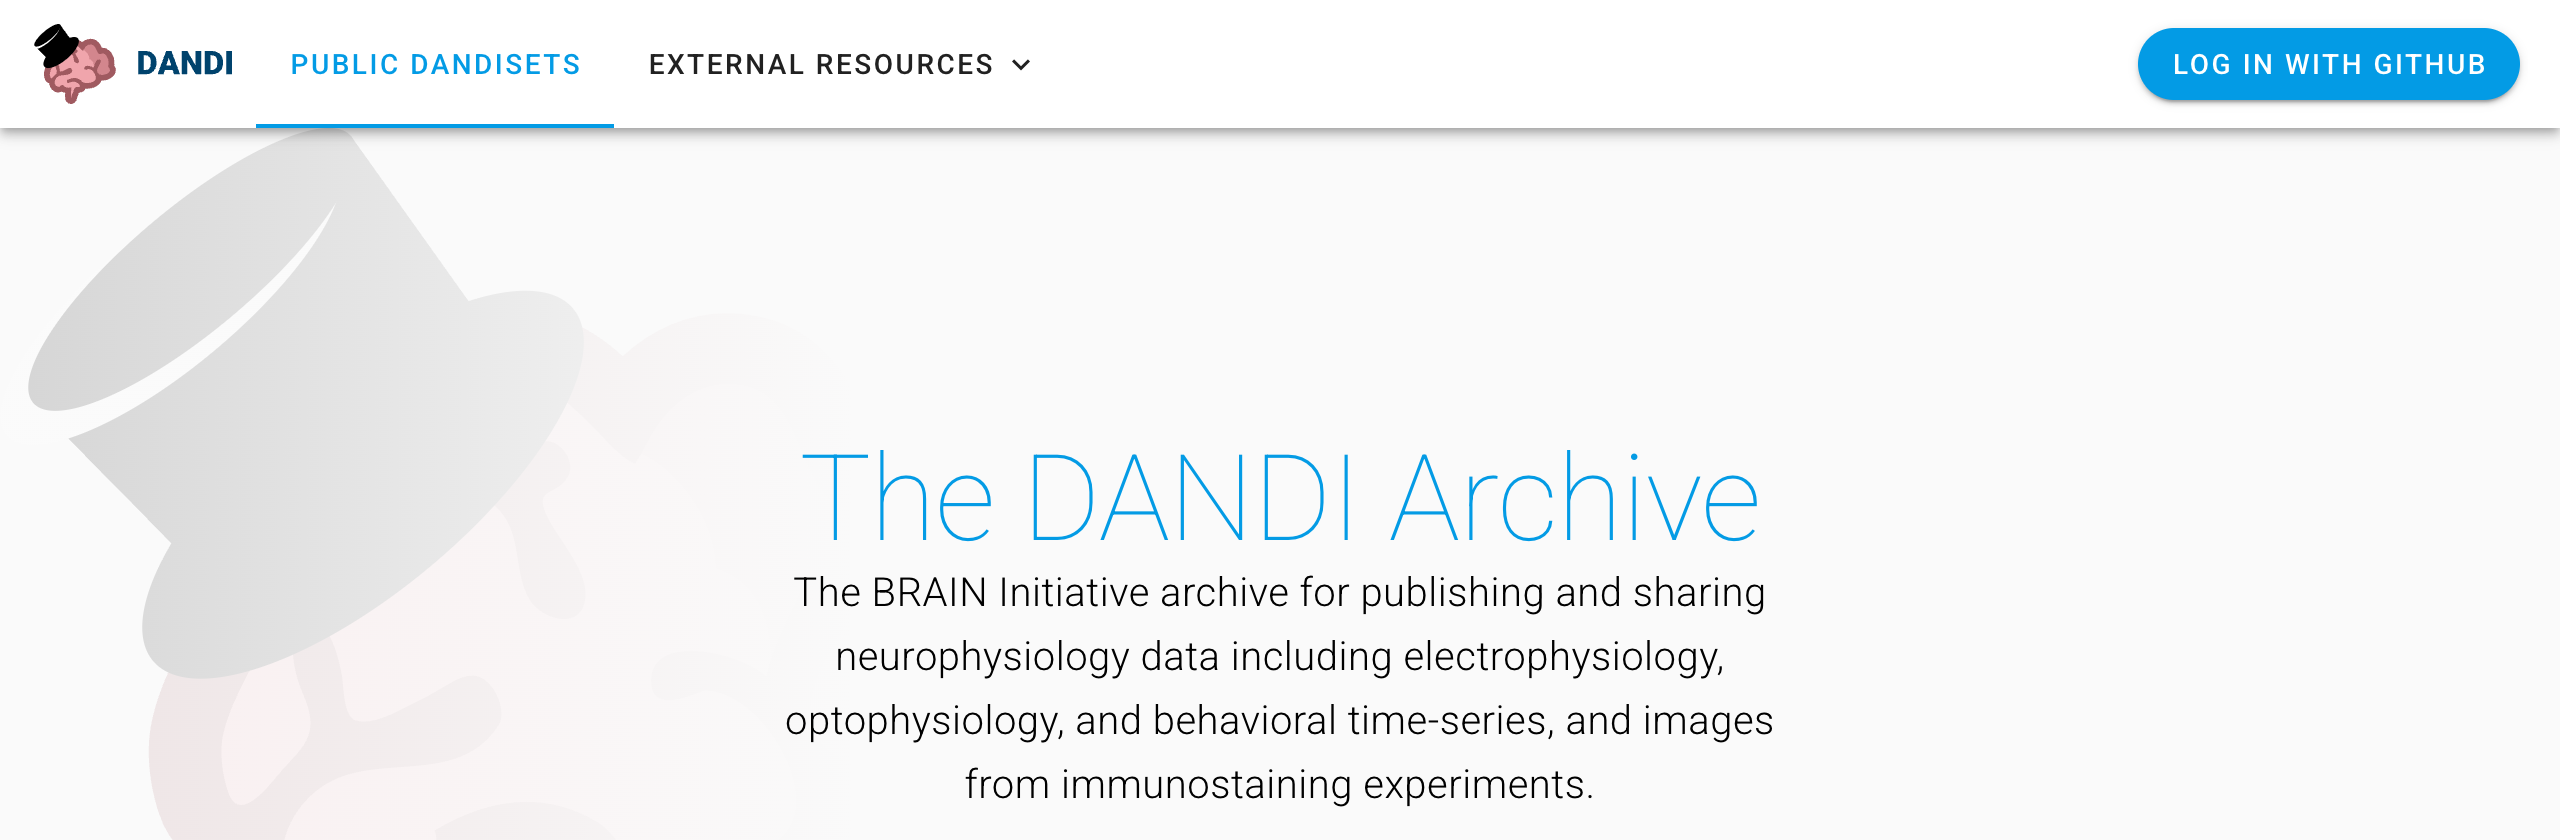 DANDI
PUBLIC DANDISETS
EXTERNAL RESOURCES
LOG IN WITH GITHUB
The DANDI Archive
The BRAIN Initiative archive for publishing and sharing
neurophysiology data including electrophysiology,
optophysiology, and behavioral time-series, and images
from immunostaining experiments.